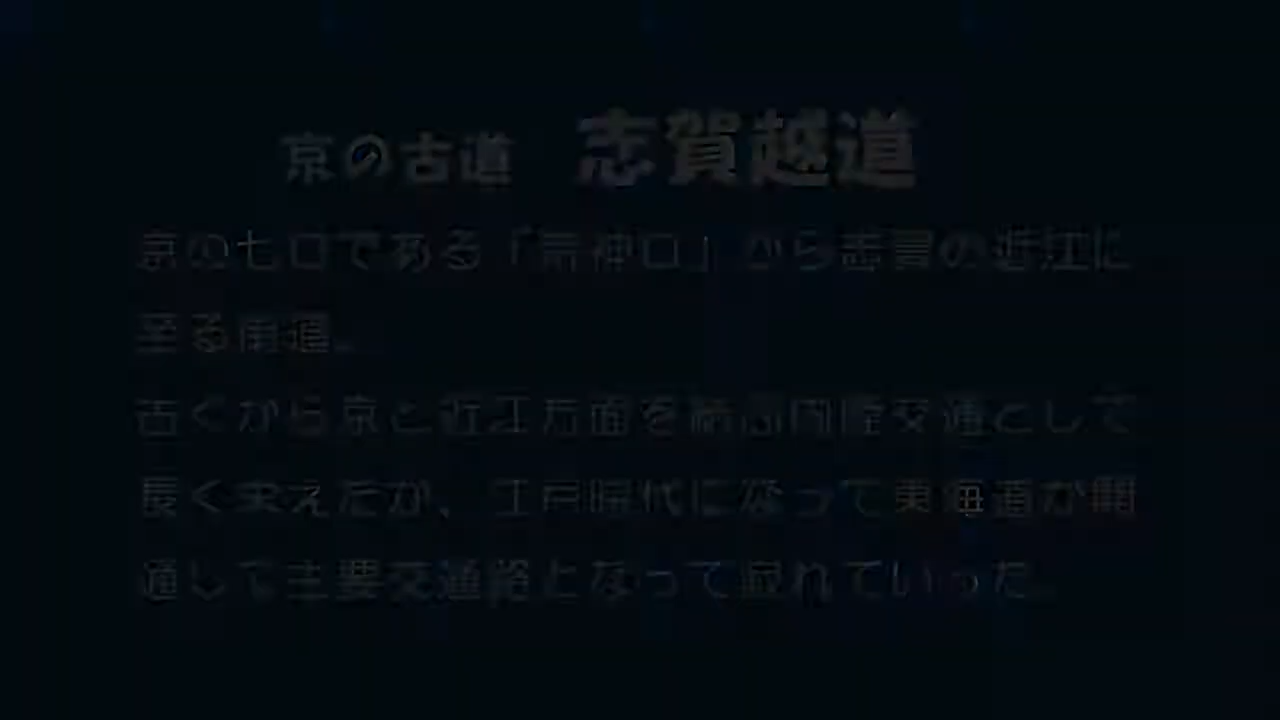 京の古道 志賀越道
京の七口である「荒神口」から志賀の近江に
至る街道。
古くから京と近江方面を結ぶ内陸交通として
長く栄えたが、江戸時代になって東海道が開
通して主要交通路となって寂れていった。